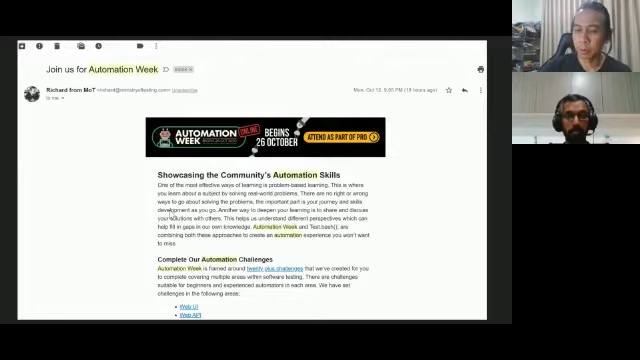 Join us for Automation Week
Richard from MoT <richard@ministryoftesting.com> Unsubscribe
Mon, Oct 12, 9:55 PM (19 hours ago)
to me
AUTOMATION
WEEK
ONLINE
BEGINS
26 OCTOBER
ATTEND AS PART OF PRO
Showcasing the Community's Automation Skills
One of the most effective ways of learning is problem-based learning. This is where
you learn about a subject by solving real-world problems. There are no right or wrong
ways to go about solving the problems, the important part is your journey and skills
development as you go. Another way to deepen your learning is to share and discuss
your solutions with others. This helps us understand different perspectives which can
help fill in gaps in our own knowledge. Automation Week and Test.bash(); are
combining both these approaches to create an automation experience you won't want
to miss
Complete Our Automation Challenges
Automation Week is framed around twenty plus challenges that we've created for you
to complete covering multiple areas within software testing. There are challenges
suitable for beginners and experienced automators in each area. We have set
challenges in the following areas:
• Web UI
• Web API